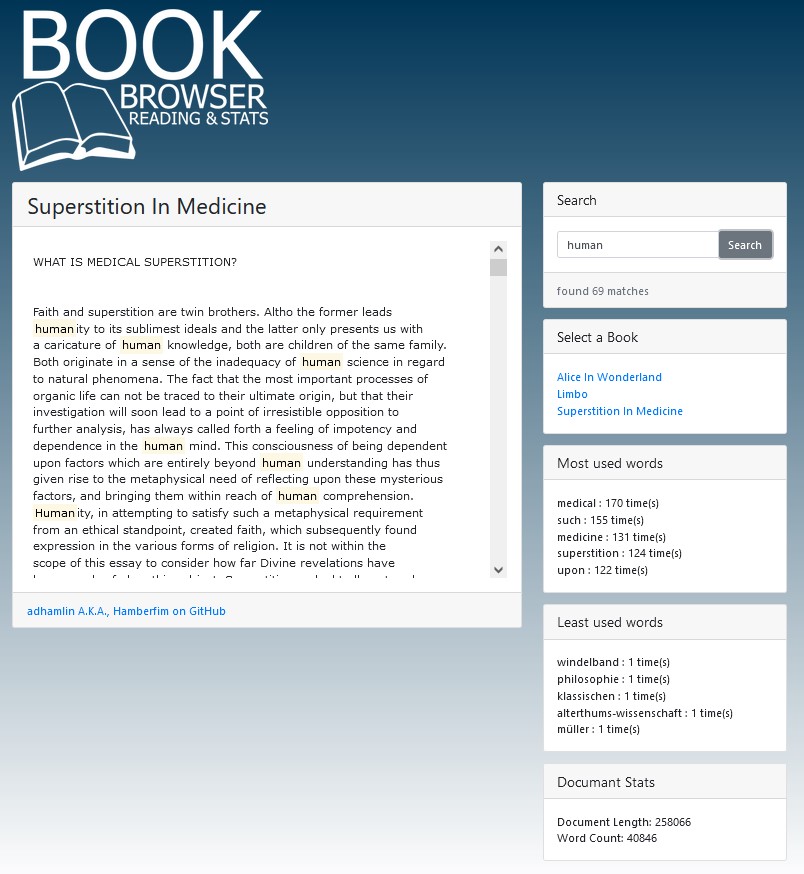 BOOK
BROWSER
READING & STATS
Superstition In Medicine
WHAT IS MEDICAL SUPERSTITION?
Faith and superstition are twin brothers. Altho the former leads
humanity to its sublimest ideals and the latter only presents us with
a caricature of human knowledge, both are children of the same family.
Both originate in a sense of the inadequacy of human science in regard
to natural phenomena. The fact that the most important processes of
organic life can not be traced to their ultimate origin, but that their
investigation will soon lead to a point of irresistible opposition to
further analysis, has always called forth a feeling of impotency and
dependence in the human mind. This consciousness of being dependent
upon factors which are entirely beyond human understanding has thus
given rise to the metaphysical need of reflecting upon these mysterious
factors, and bringing them within reach of human comprehension.
Humanity, in attempting to satisfy such a metaphysical requirement
from an ethical standpoint, created faith, which subsequently found
expression in the various forms of religion. It is not within the
scope of this essay to consider how far Divine revelations have
adhamlin A.K.A., Hamberfim on GitHub
Search
human
Search
found 69 matches
Select a Book
Alice In Wonderland
Limbo
Superstition In Medicine
Most used words
medical : 170 time(s)
such : 155 time(s)
medicine : 131 time(s)
superstition : 124 time(s)
upon : 122 time(s)
Least used words
windelband : 1 time(s)
philosophie : 1 time(s)
klassischen : 1 time(s)
alterthums-wissenschaft : 1 time(s)
müller : 1 time(s)
Documant Stats
Document Length: 258066
Word Count: 40846